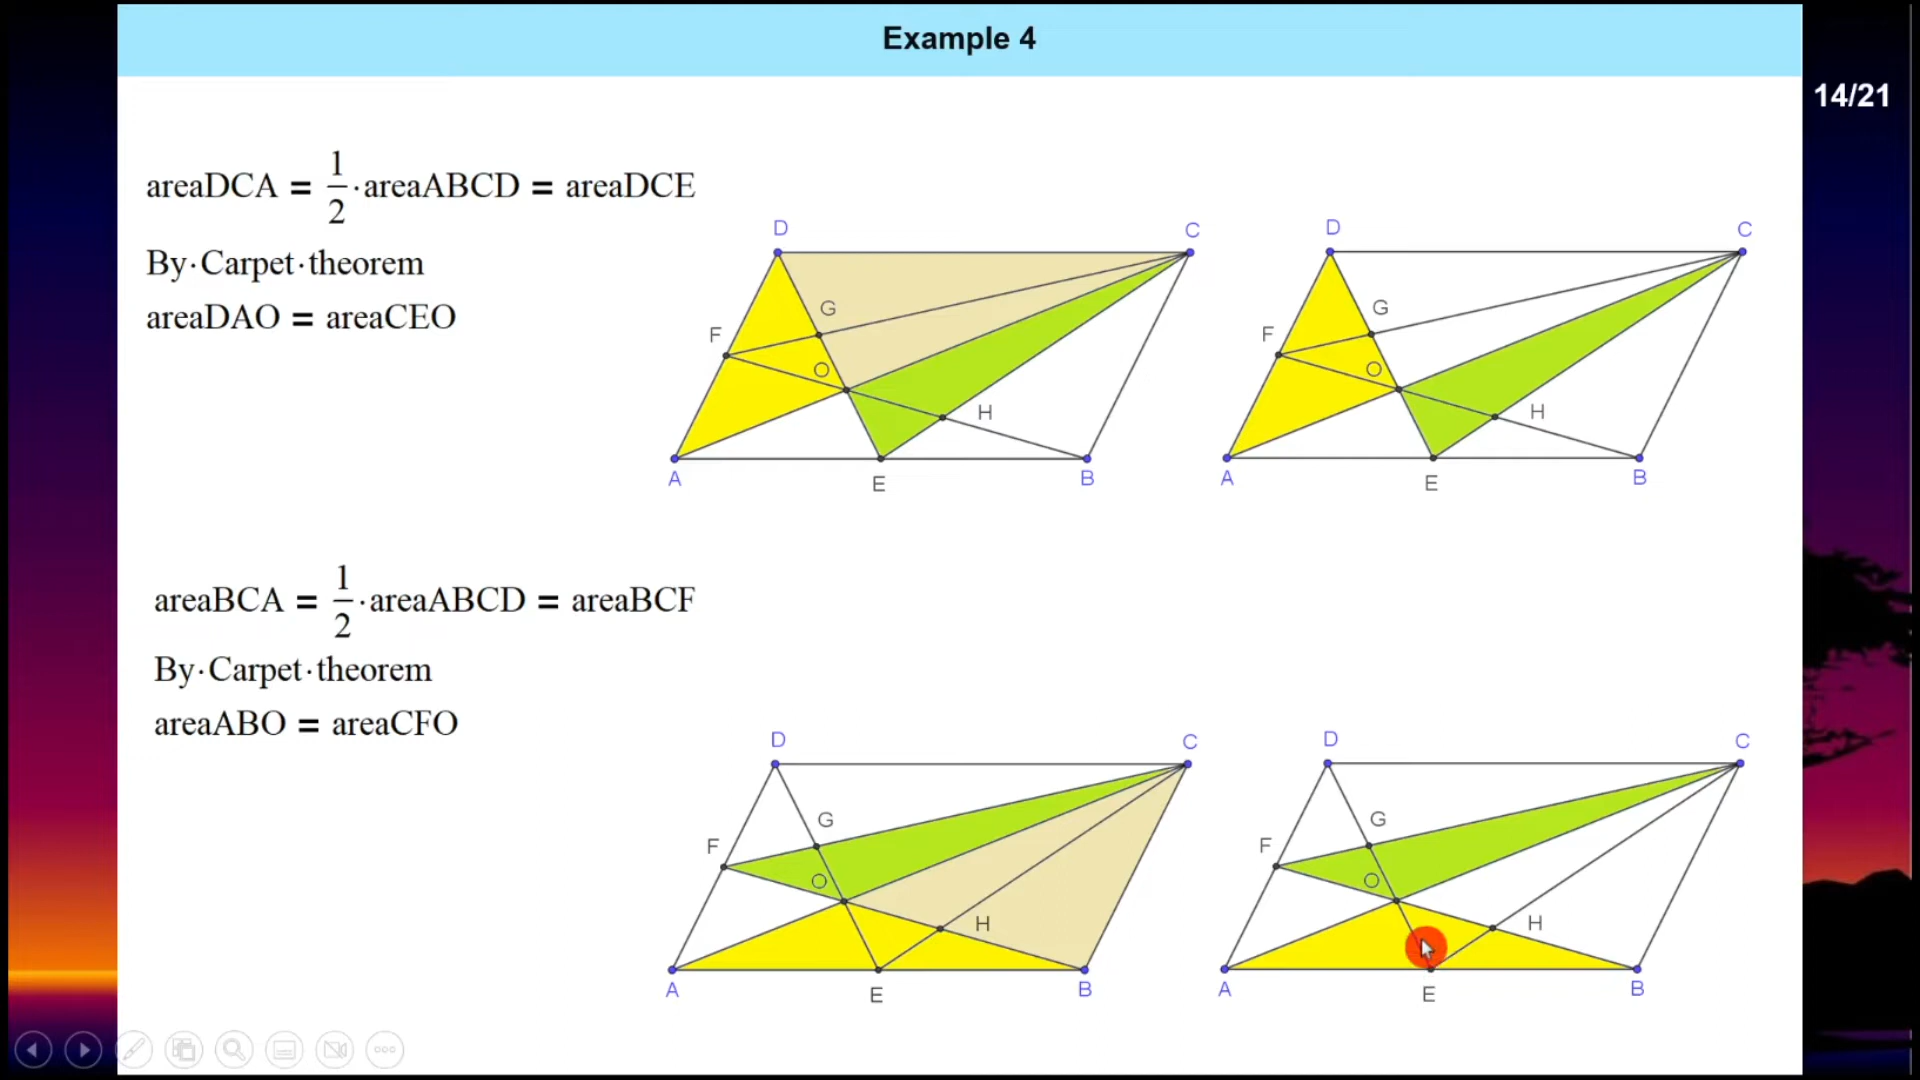 Example 4
14/21
areaDCA = 1/2 · areaABCD = areaDCE
By·Carpet·theorem
areaDAO = areaCEO
D C
G
F
O
H
A E B
D C
G
F
O
H
A E B
areaBCA = 1/2 · areaABCD = areaBCF
By·Carpet·theorem
areaABO = areaCFO
D C
G
F
O
H
A E B
D C
G
F
O
H
A E B